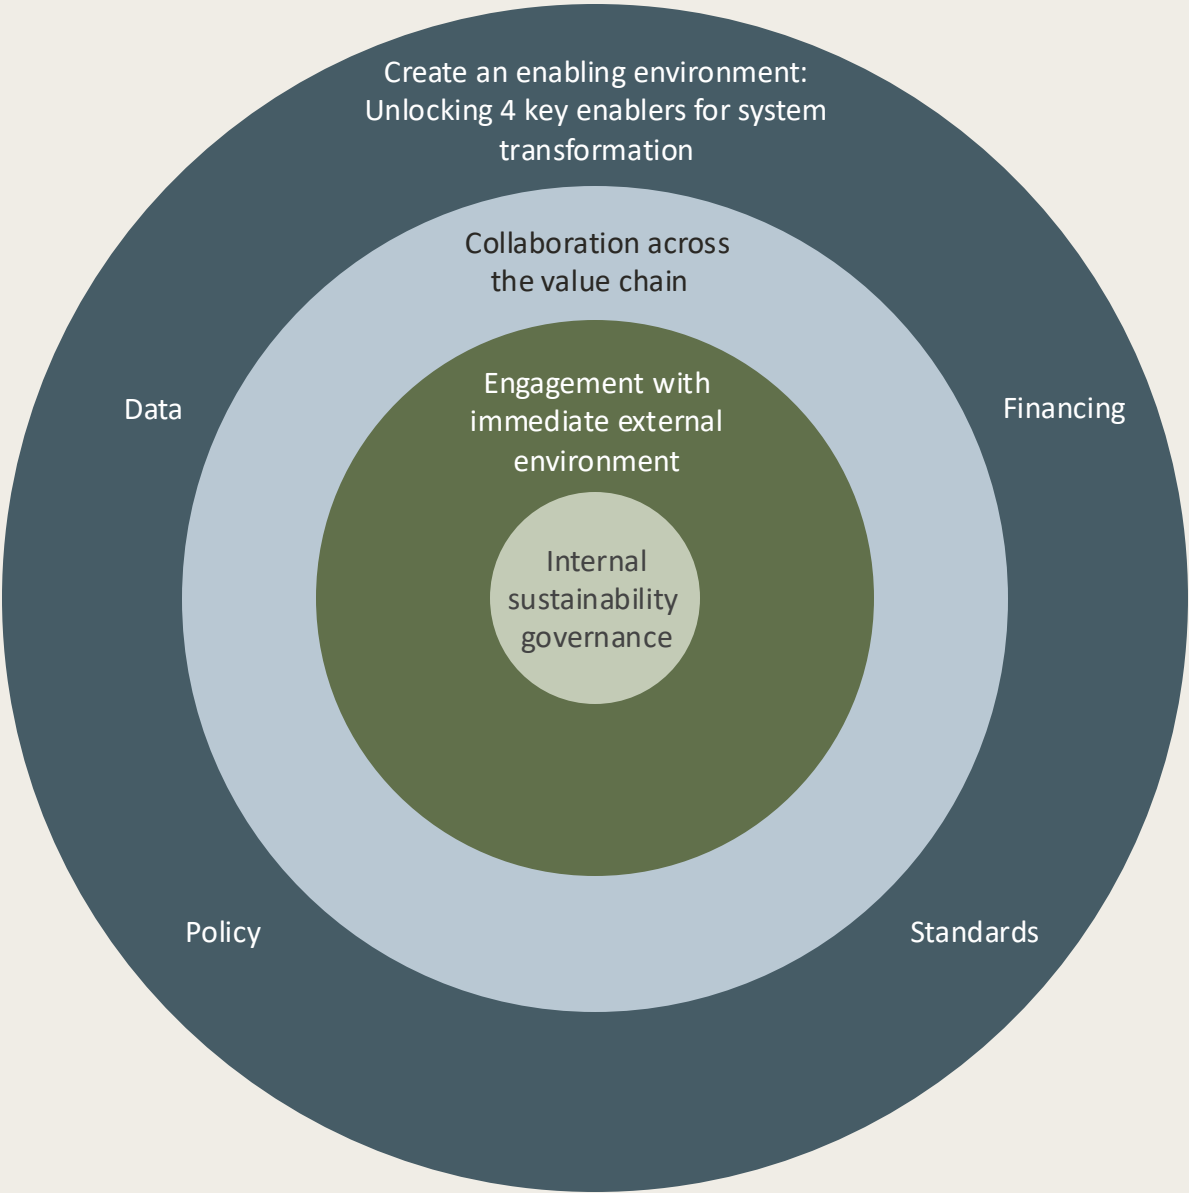 Create an enabling environment:
Unlocking 4 key enablers for system
transformation
Collaboration across
the value chain
Engagement with
immediate external
environment
Data
Financing
Internal
sustainability
governance
Policy
Standards